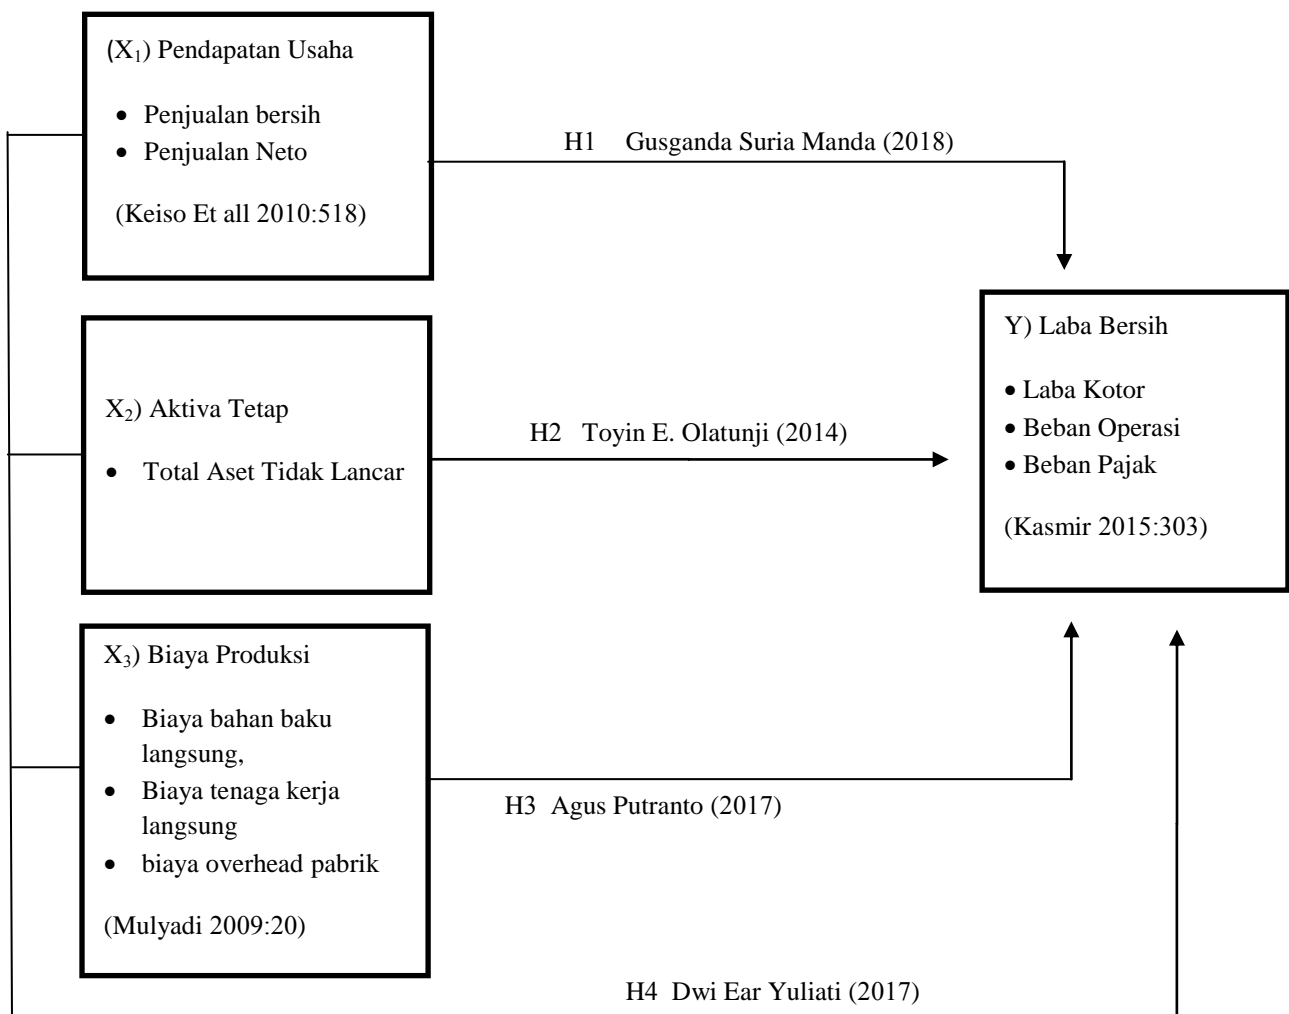 (X₁) Pendapatan Usaha
• Penjualan bersih
• Penjualan Neto
(Keiso Et all 2010:518)
H1 Gusganda Suria Manda (2018)
X₂) Aktiva Tetap
• Total Aset Tidak Lancar
H2 Toyin E. Olatunji (2014)
Y) Laba Bersih
• Laba Kotor
• Beban Operasi
• Beban Pajak
(Kasmir 2015:303)
X₃) Biaya Produksi
• Biaya bahan baku
langsung,
• Biaya tenaga kerja
langsung
• biaya overhead pabrik
(Mulyadi 2009:20)
H3 Agus Putranto (2017)
H4 Dwi Ear Yuliati (2017)